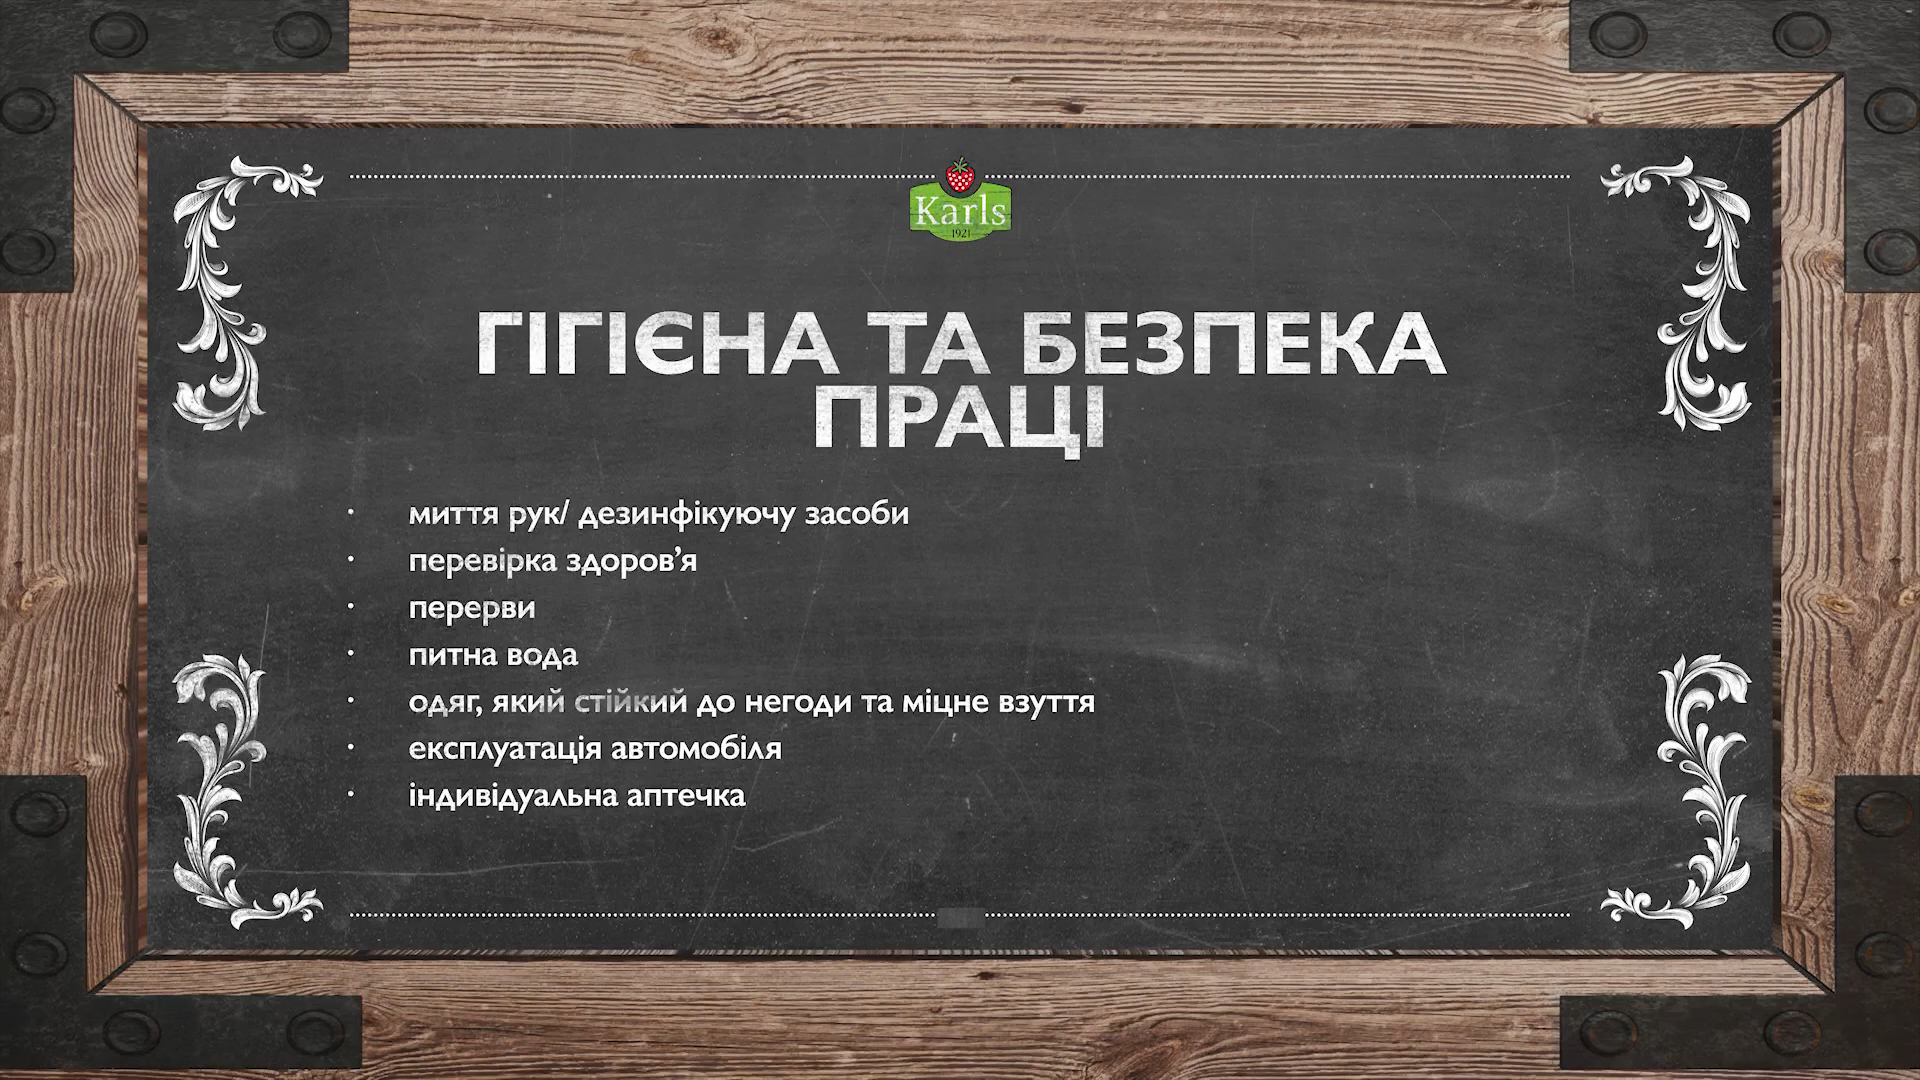 Karls
1921
ГІГІЄНА ТА БЕЗПЕКА
ПРАЦІ
• миття рук/ дезинфікуючу засоби
• перевірка здоров’я
• перерви
• питна вода
• одяг, який стійкий до негоди та міцне взуття
• експлуатація автомобіля
• індивідуальна аптечка